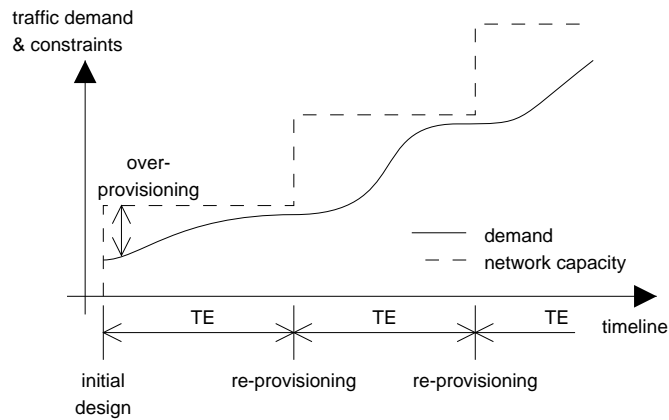 traffic demand
& constraints
over-
provisioning
demand
network capacity
TE
TE
TE
timeline
initial
design
re-provisioning
re-provisioning